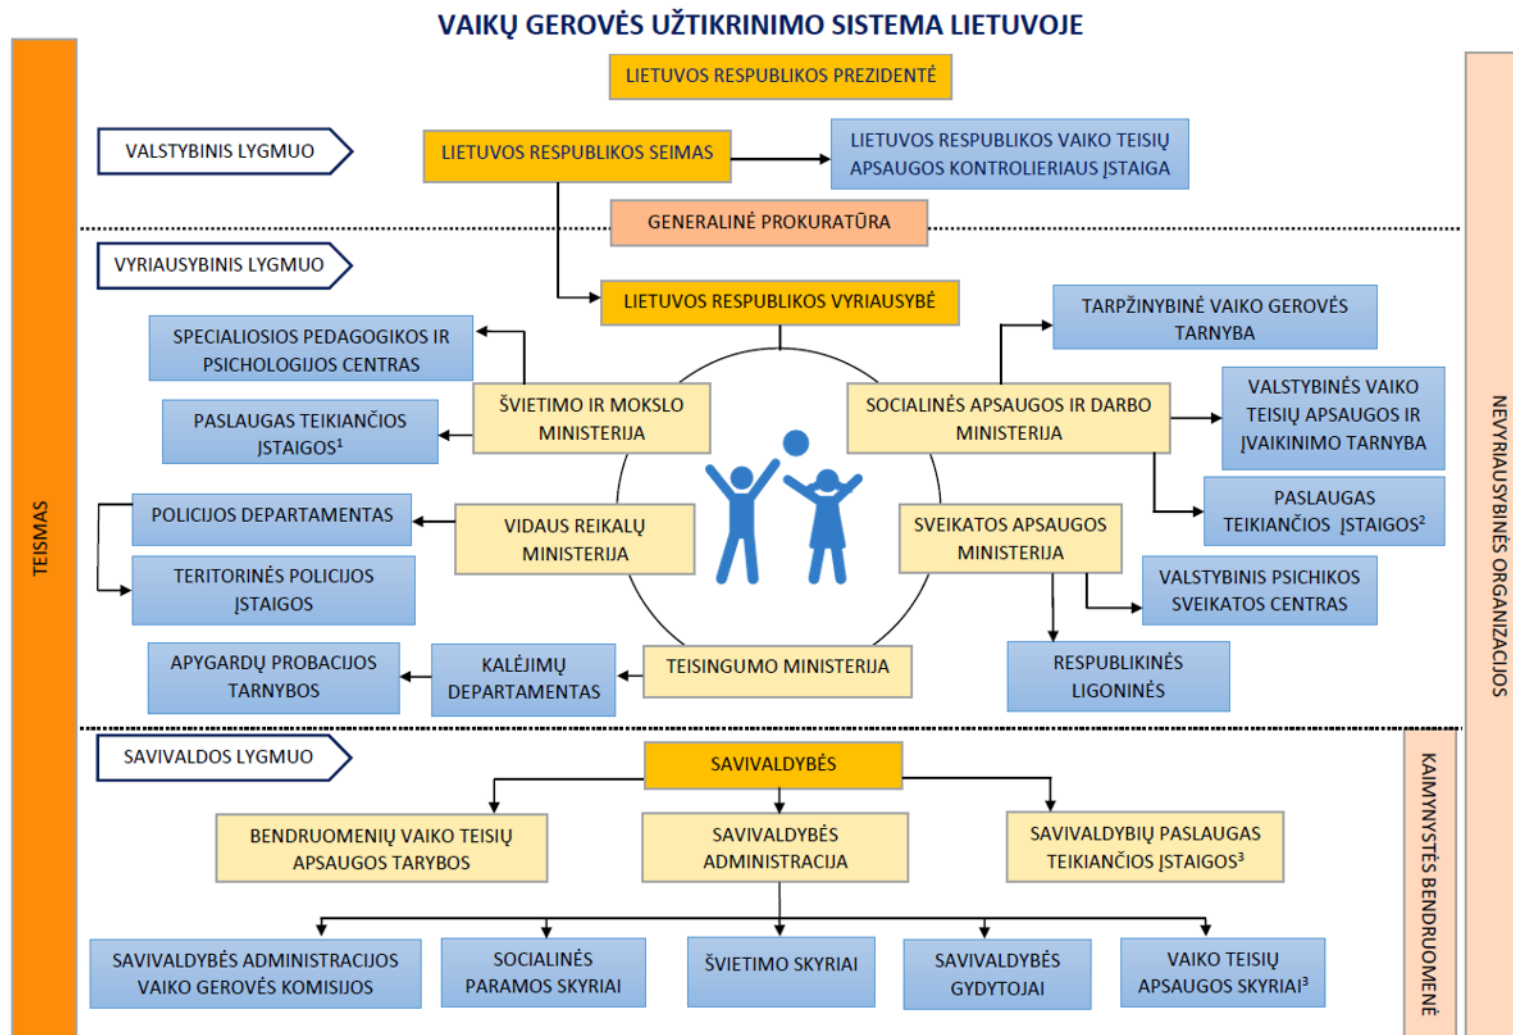 VAIKŲ GEROVĖS UŽTIKRINIMO SISTEMA LIETUVOJE
LIETUVOS RESPUBLIKOS PREZIDENTĖ
VALSTYBINIS LYGMUO
LIETUVOS RESPUBLIKOS SEIMAS
LIETUVOS RESPUBLIKOS VAIKO TEISIŲ
APSAUGOS KONTROLIERIAUS ĮSTAIGA
GENERALINĖ PROKURATŪRA
VYRIAUSYBINIS LYGMUO
LIETUVOS RESPUBLIKOS VYRIAUSYBĖ
TARPŽINYBINĖ VAIKO GEROVĖS
TARNYBA
SPECIALIOSIOS PEDAGOGIKOS IR
PSICHOLOGIJOS CENTRAS
ŠVIETIMO IR MOKSLO
MINISTERIJA
SOCIALINĖS APSAUGOS IR DARBO
MINISTERIJA
VALSTYBINĖS VAIKO
TEISIŲ APSAUGOS IR
ĮVAIKINIMO TARNYBA
PASLAUGAS TEIKIANČIOS
ĮSTAIGOS¹
PASLAUGAS
TEIKIANČIOS ĮSTAIGOS²
POLICIJOS DEPARTAMENTAS
VIDAUS REIKALŲ
MINISTERIJA
SVEIKATOS APSAUGOS
MINISTERIJA
TERITORINĖS POLICIJOS
ĮSTAIGOS
VALSTYBINIS PSICHIKOS
SVEIKATOS CENTRAS
APYGARDŲ PROBACIJOS
TARNYBOS
KALĖJIMŲ
DEPARTAMENTAS
TEISINGUMO MINISTERIJA
RESPUBLIKINĖS
LIGONINĖS
SAVIVALDOS LYGMUO
SAVIVALDYBĖS
BENDRUOMENIŲ VAIKO TEISIŲ
APSAUGOS TARYBOS
SAVIVALDYBĖS
ADMINISTRACIJA
SAVIVALDYBIŲ PASLAUGAS
TEIKIANČIOS ĮSTAIGOS³
SAVIVALDYBĖS ADMINISTRACIJOS
VAIKO GEROVĖS KOMISIJOS
SOCIALINĖS
PARAMOS SKYRIAI
ŠVIETIMO SKYRIAI
SAVIVALDYBĖS
GYDYTOJAI
VAIKO TEISIŲ
APSAUGOS SKYRIAI³
TEISMAS
KAIMYNYSTĖS BENDRUOMENĖ
NEVYRIAUSYBINĖS ORGANIZACIJOS